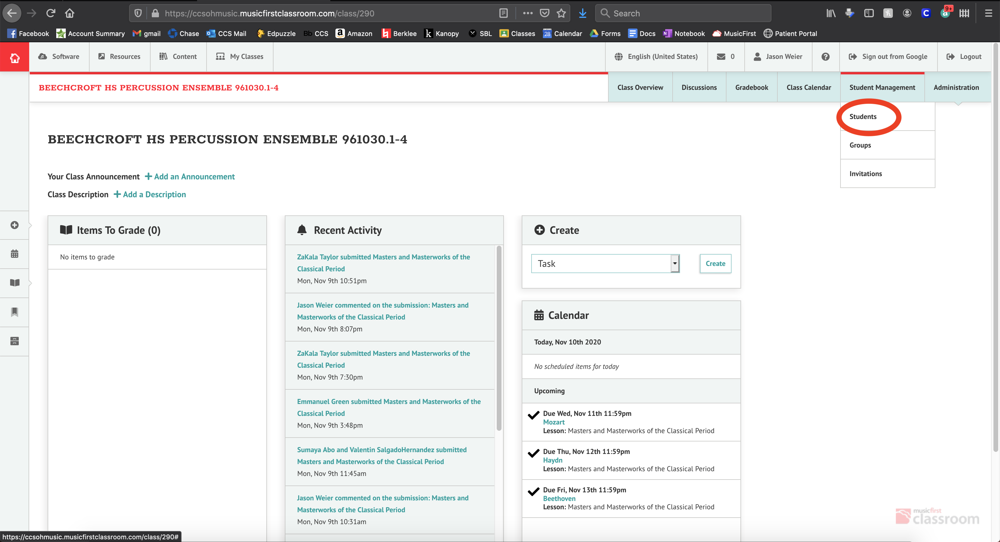 https://ccsohmusic.musicfirstclassroom.com/class/290
Search
9+
Facebook Account Summary gmail Chase CCS Mail Edpuzzle Bb CCS Amazon Berklee Kanopy SBL Classes 28 Calendar Forms Docs Notebook MusicFirst Patient Portal
Software Resources Content My Classes English (United States) 0 Jason Weier Sign out from Google Logout
BEECHCROFT HS PERCUSSION ENSEMBLE 961030.1-4
Class Overview Discussions Gradebook Class Calendar Student Management Administration
Students
Groups
Invitations
BEECHCROFT HS PERCUSSION ENSEMBLE 961030.1-4
Your Class Announcement Add an Announcement
Class Description Add a Description
Items To Grade (0)
No items to grade
Recent Activity
ZaKala Taylor submitted Masters and Masterworks of the
Classical Period
Mon, Nov 9th 10:51pm
Jason Weier commented on the submission: Masters and
Masterworks of the Classical Period
Mon, Nov 9th 8:07pm
ZaKala Taylor submitted Masters and Masterworks of the
Classical Period
Mon, Nov 9th 7:30pm
Emmanuel Green submitted Masters and Masterworks of the
Classical Period
Mon, Nov 9th 3:48pm
Sumaya Abo and Valentin SalgadoHernandez submitted
Masters and Masterworks of the Classical Period
Mon, Nov 9th 11:45am
Jason Weier commented on the submission: Masters and
Masterworks of the Classical Period
Mon, Nov 9th 10:31am
Create
Task
Create
Calendar
Today, Nov 10th 2020
No scheduled items for today
Upcoming
Due Wed, Nov 11th 11:59pm
Mozart
Lesson: Masters and Masterworks of the Classical Period
Due Thu, Nov 12th 11:59pm
Haydn
Lesson: Masters and Masterworks of the Classical Period
Due Fri, Nov 13th 11:59pm
Beethoven
Lesson: Masters and Masterworks of the Classical Period
musicfirst
classroom
https://ccsohmusic.musicfirstclassroom.com/class/290#